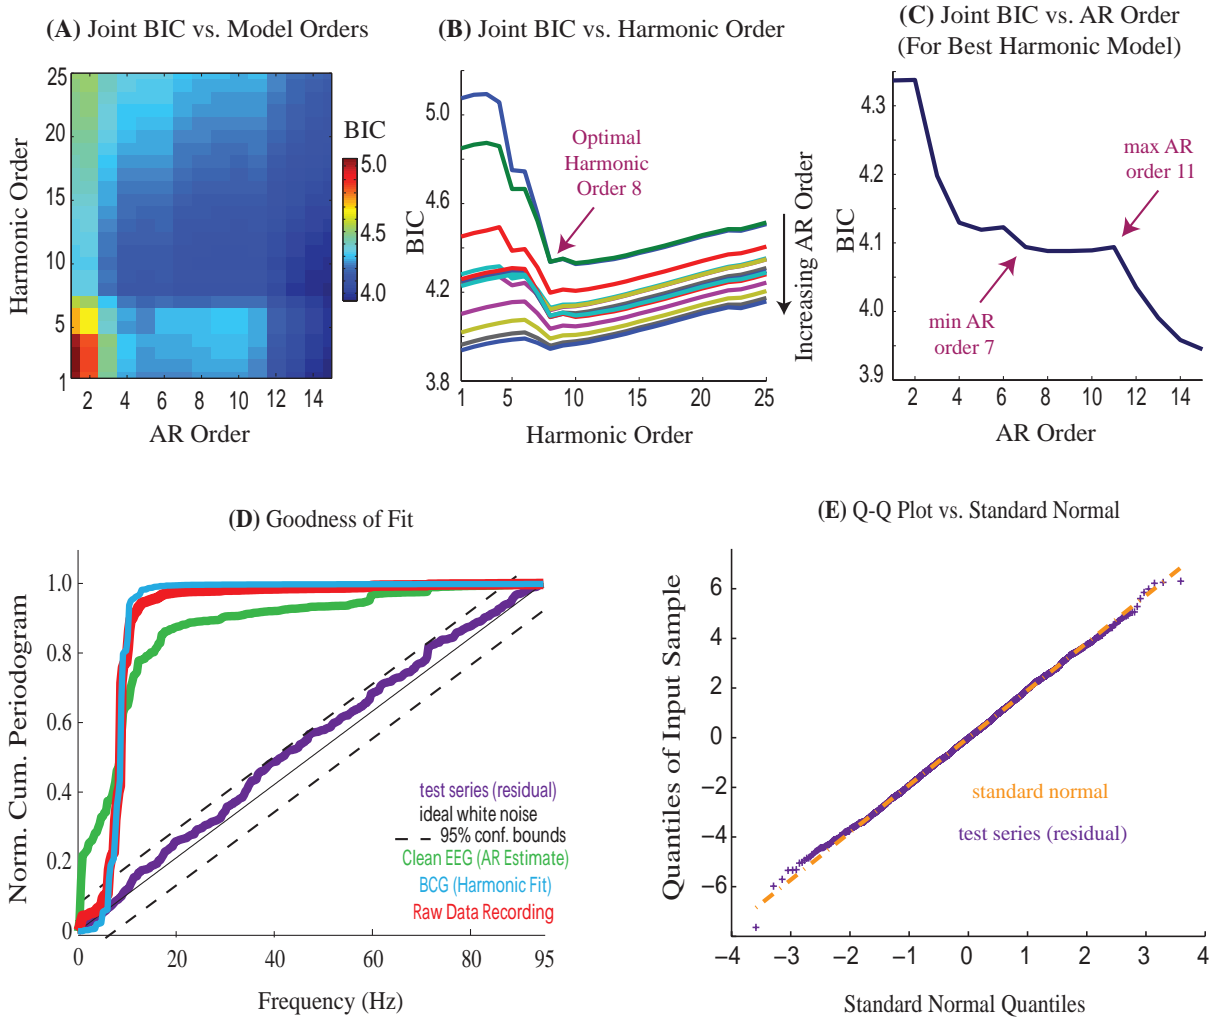 (A) Joint BIC vs. Model Orders
Harmonic Order
25
20
15
10
5
1
2
4
6
8
10
12
14
AR Order
BIC
5.0
4.5
4.0
(B) Joint BIC vs. Harmonic Order
BIC
5.0
4.6
4.2
3.8
1
5
10
15
20
25
Harmonic Order
Optimal
Harmonic
Order 8
Increasing AR Order
(C) Joint BIC vs. AR Order
(For Best Harmonic Model)
BIC
4.3
4.2
4.1
4.0
3.9
2
4
6
8
10
12
14
AR Order
max AR
order 11
min AR
order 7
(D) Goodness of Fit
Norm. Cum. Periodogram
1.0
0.8
0.6
0.4
0.2
0
0
20
40
60
80
95
Frequency (Hz)
test series (residual)
ideal white noise
95% conf. bounds
Clean EEG (AR Estimate)
BCG (Harmonic Fit)
Raw Data Recording
(E) Q-Q Plot vs. Standard Normal
Quantiles of Input Sample
6
4
2
0
−2
−4
−6
−4
−3
−2
−1
0
1
2
3
4
Standard Normal Quantiles
standard normal
test series (residual)